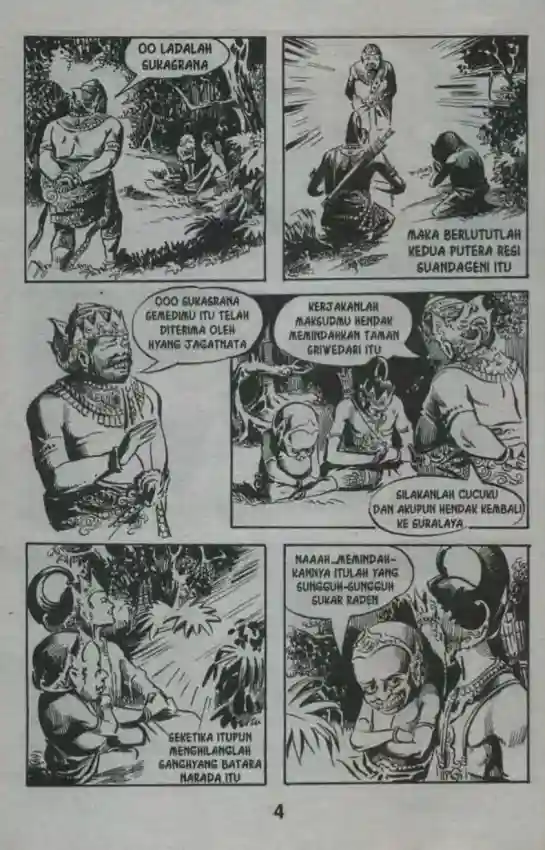 OO LADALAH
SUKASRANA
MAKA BERLUTUTLAH
KEDUA PUTERA RESI
SUANDAGENI ITU
OOO SUKASRANA
SEMEDIMU ITU TELAH
DITERIMA OLEH
HYANG JAGATNATA
KERJAKANLAH
MAKSUDMU HENDAK
MEMINDAHKAN TAMAN
SRIWEDARI ITU
SILAKANLAH CUCUKU
DAN AKUPUN HENDAK KEMBALI
KE SURALAYA
SEKETIKA ITUPUN
MENGHILANGLAH
SANGHYANG BATARA
NARADA ITU
NAAAH..MEMINDAH-
KANNYA ITULAH YANG
SUNGGUH-SUNGGUH
SUKAR RADEN
4